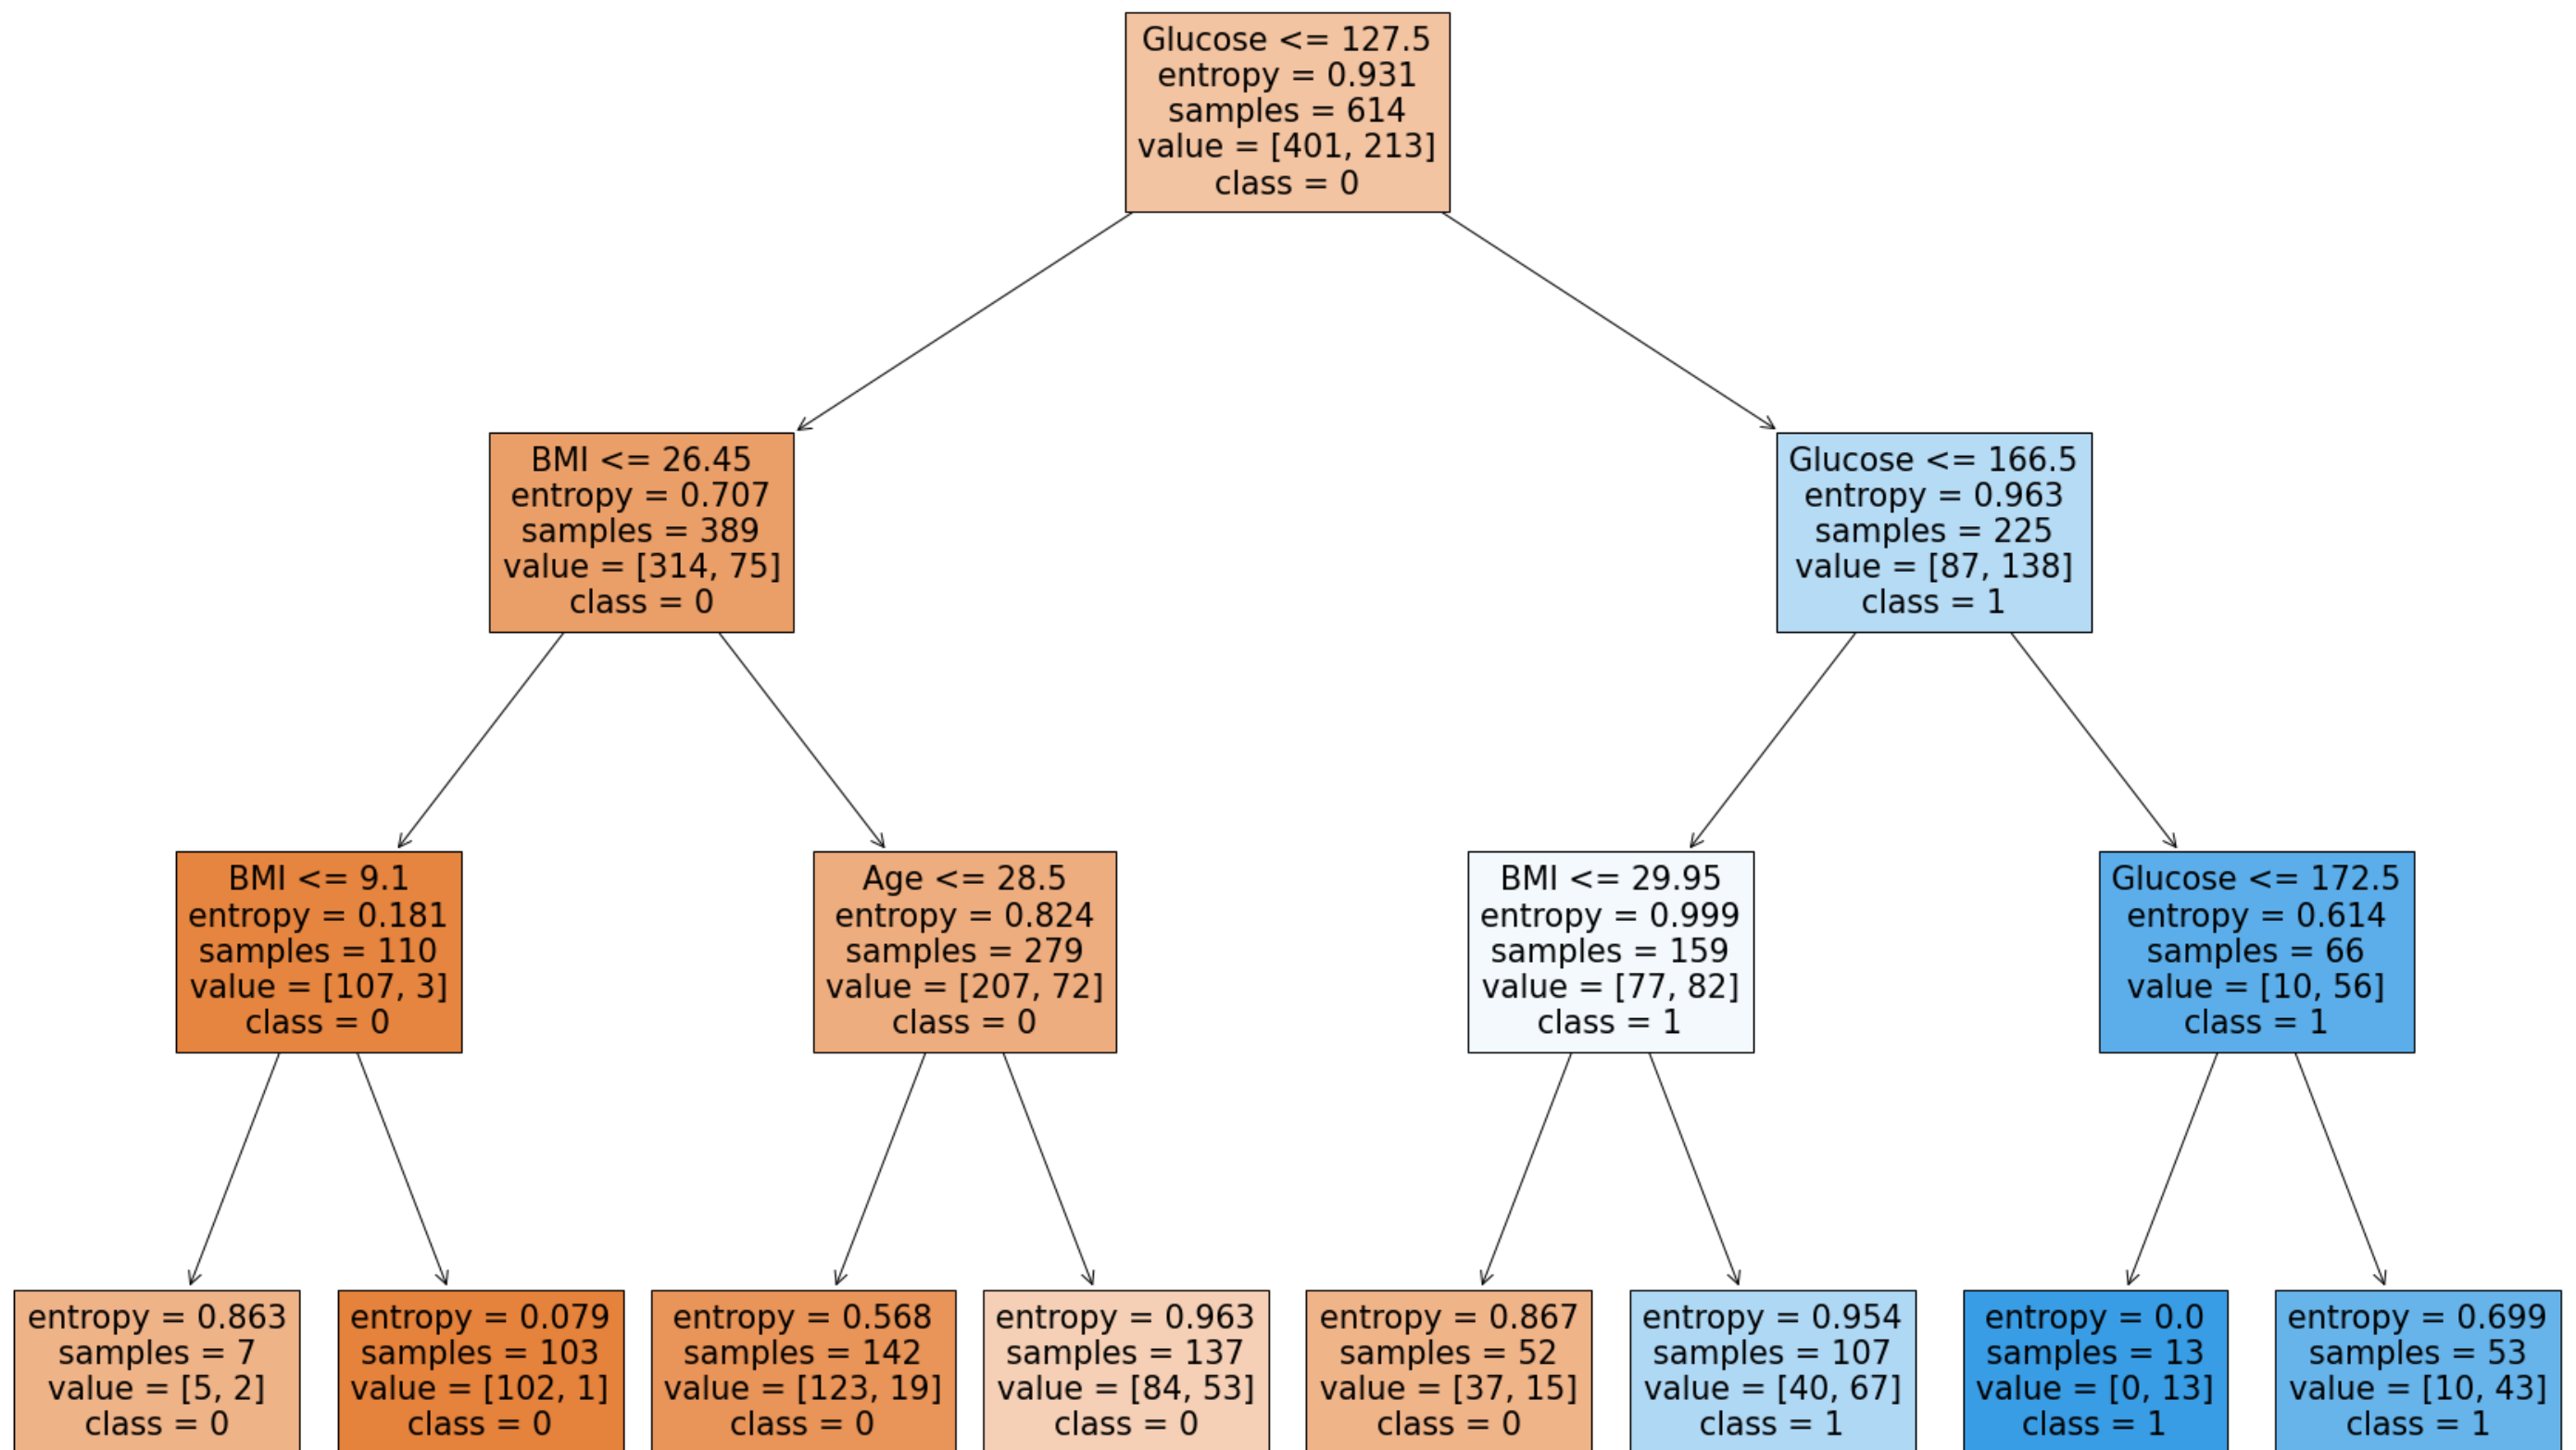 Glucose <= 127.5
entropy = 0.931
samples = 614
value = [401, 213]
class = 0
BMI <= 26.45
entropy = 0.707
samples = 389
value = [314, 75]
class = 0
Glucose <= 166.5
entropy = 0.963
samples = 225
value = [87, 138]
class = 1
BMI <= 9.1
entropy = 0.181
samples = 110
value = [107, 3]
class = 0
Age <= 28.5
entropy = 0.824
samples = 279
value = [207, 72]
class = 0
BMI <= 29.95
entropy = 0.999
samples = 159
value = [77, 82]
class = 1
Glucose <= 172.5
entropy = 0.614
samples = 66
value = [10, 56]
class = 1
entropy = 0.863
samples = 7
value = [5, 2]
class = 0
entropy = 0.079
samples = 103
value = [102, 1]
class = 0
entropy = 0.568
samples = 142
value = [123, 19]
class = 0
entropy = 0.963
samples = 137
value = [84, 53]
class = 0
entropy = 0.867
samples = 52
value = [37, 15]
class = 0
entropy = 0.954
samples = 107
value = [40, 67]
class = 1
entropy = 0.0
samples = 13
value = [0, 13]
class = 1
entropy = 0.699
samples = 53
value = [10, 43]
class = 1